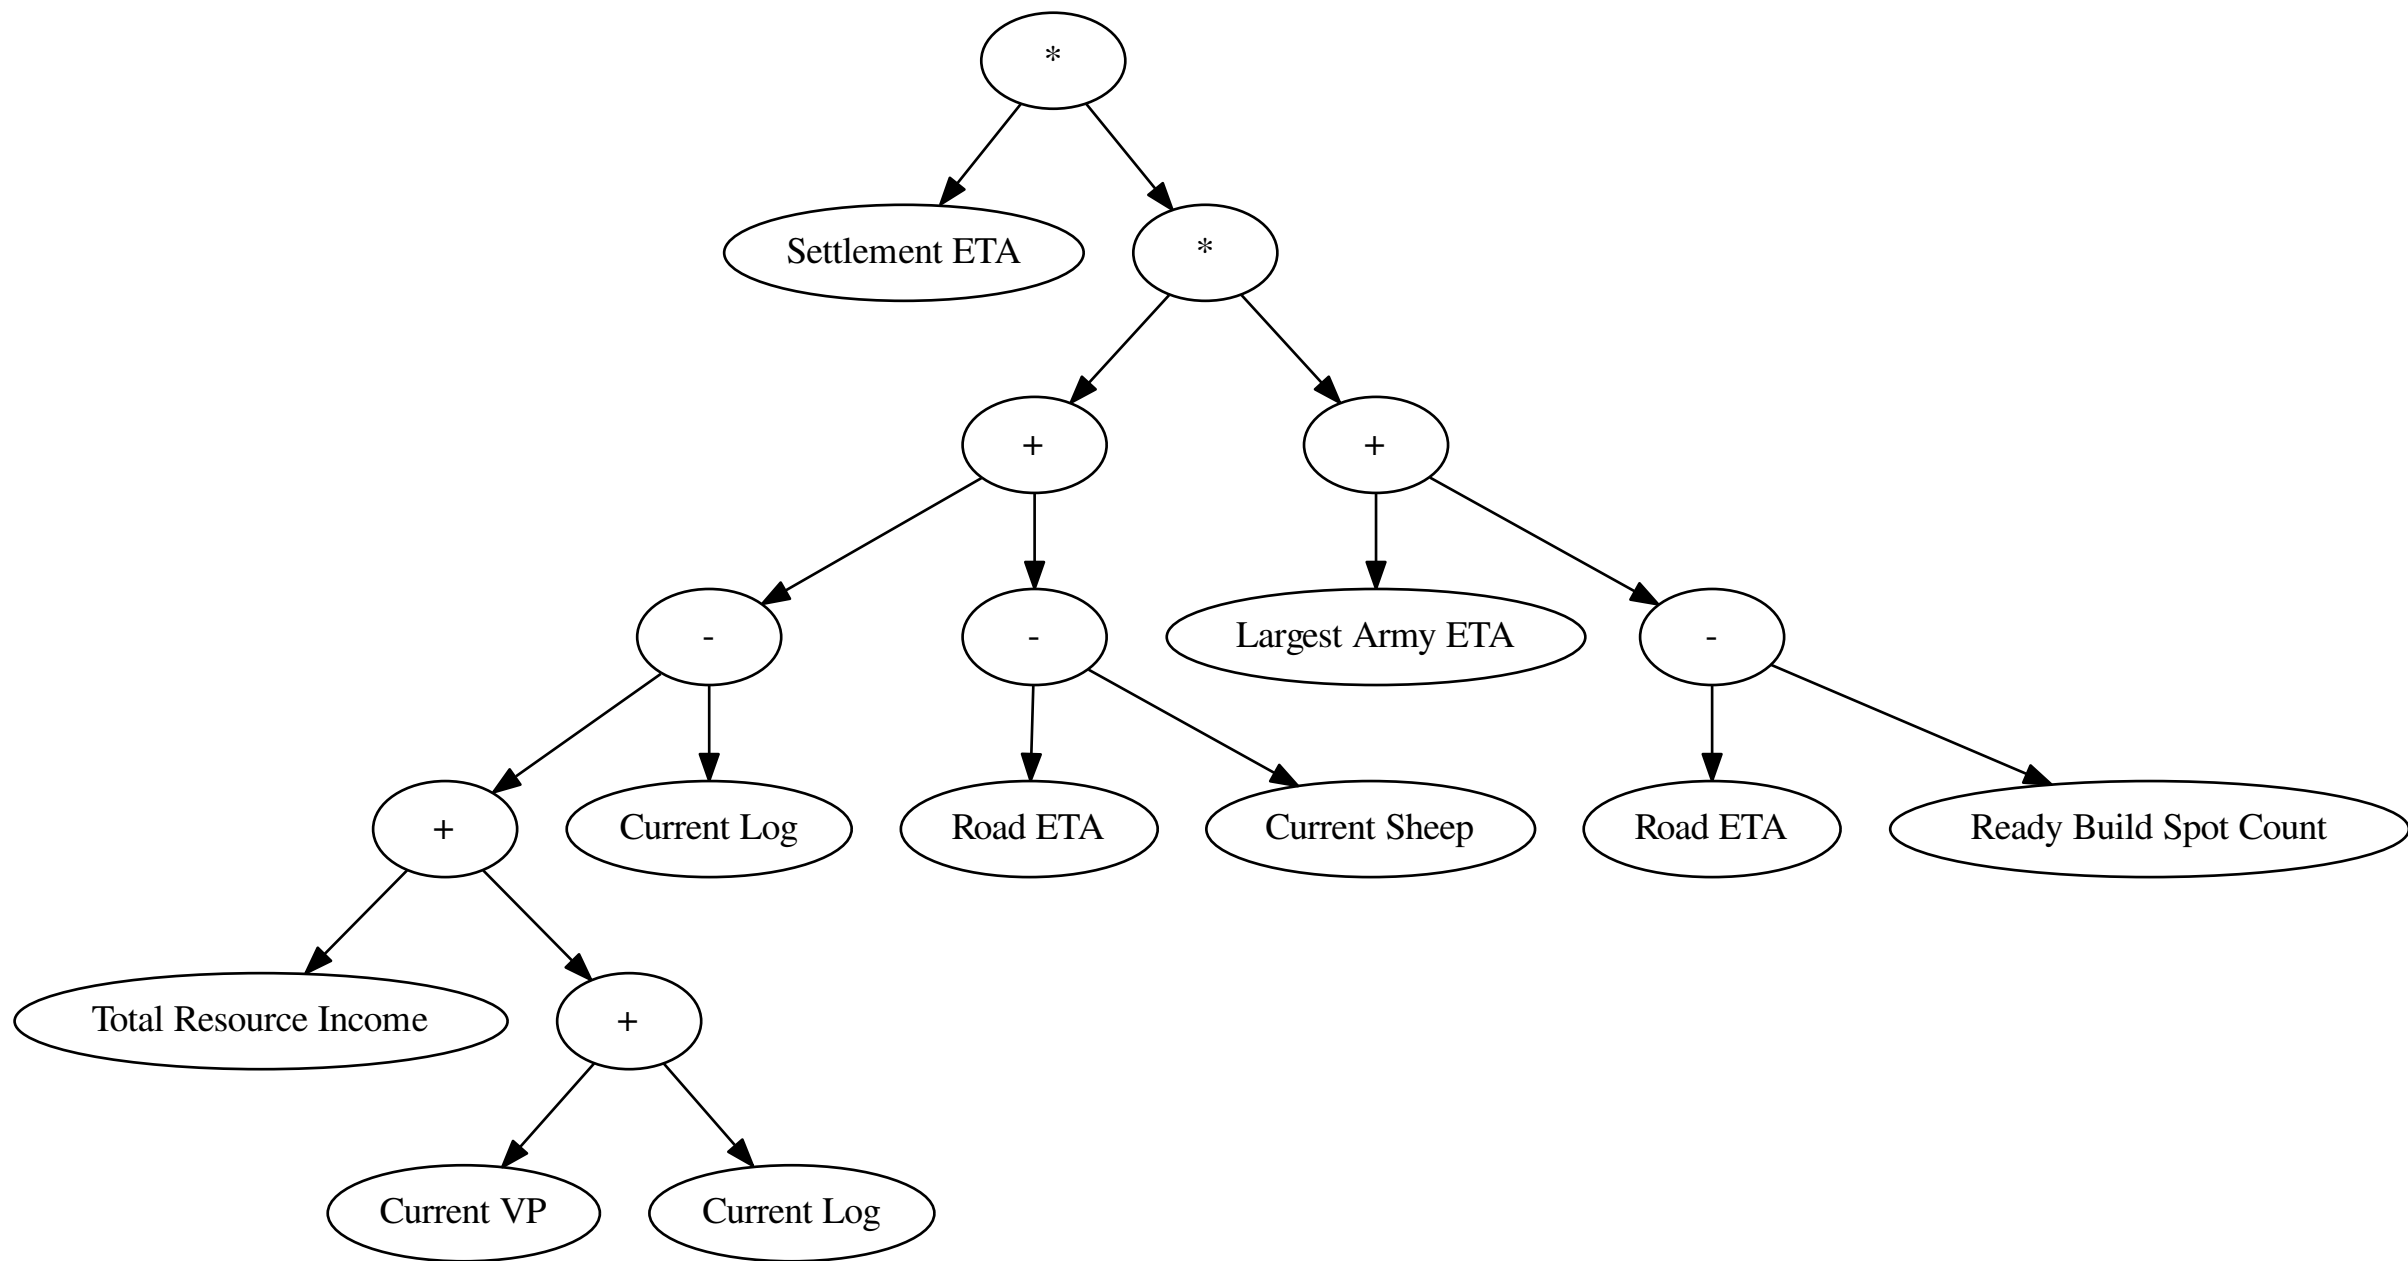 *
Settlement ETA
*
+
+
-
-
Largest Army ETA
-
+
Current Log
Road ETA
Current Sheep
Road ETA
Ready Build Spot Count
Total Resource Income
+
Current VP
Current Log